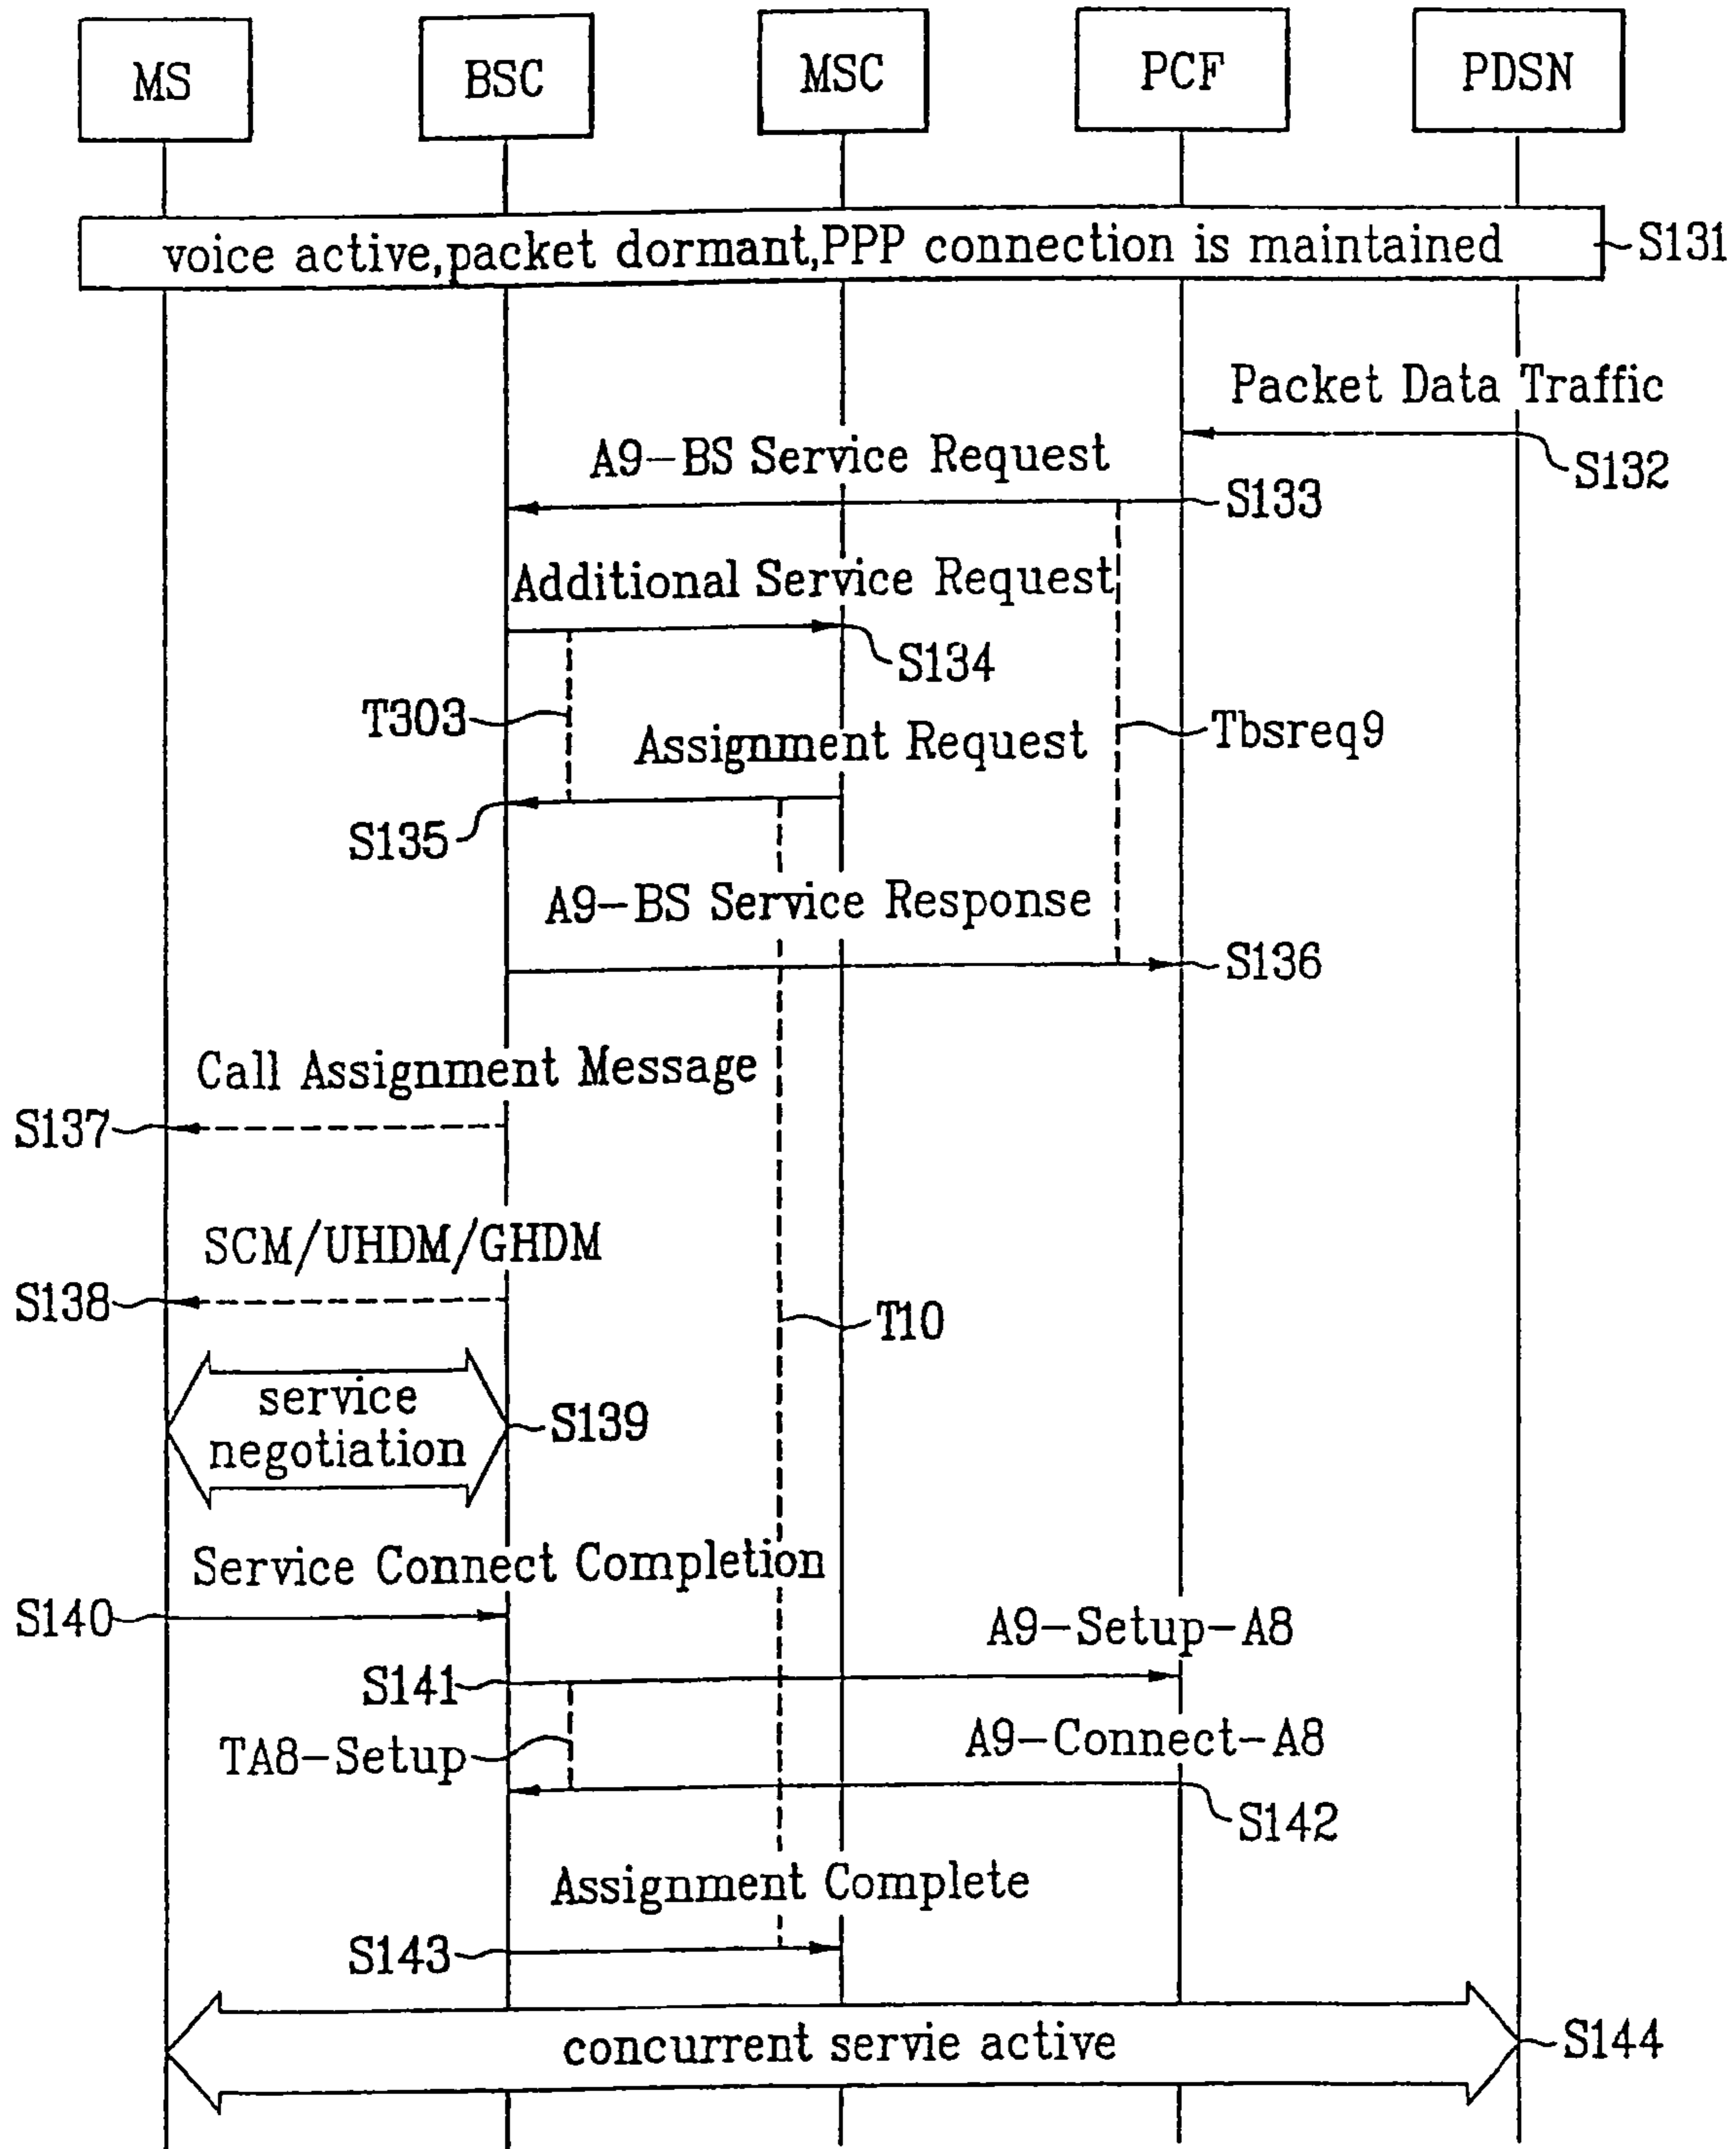 MS
BSC
MSC
PCF
PDSN
voice active,packet dormant,PPP connection is maintained
S131
Packet Data Traffic
S132
A9-BS Service Request
S133
Additional Service Request
S134
T303
Assignment Request
Tbsreq9
S135
A9-BS Service Response
S136
Call Assignment Message
S137
SCM/UHDM/GHDM
S138
T10
service
negotiation
S139
Service Connect Completion
S140
A9-Setup-A8
S141
TA8-Setup
A9-Connect-A8
S142
Assignment Complete
S143
concurrent servie active
S144